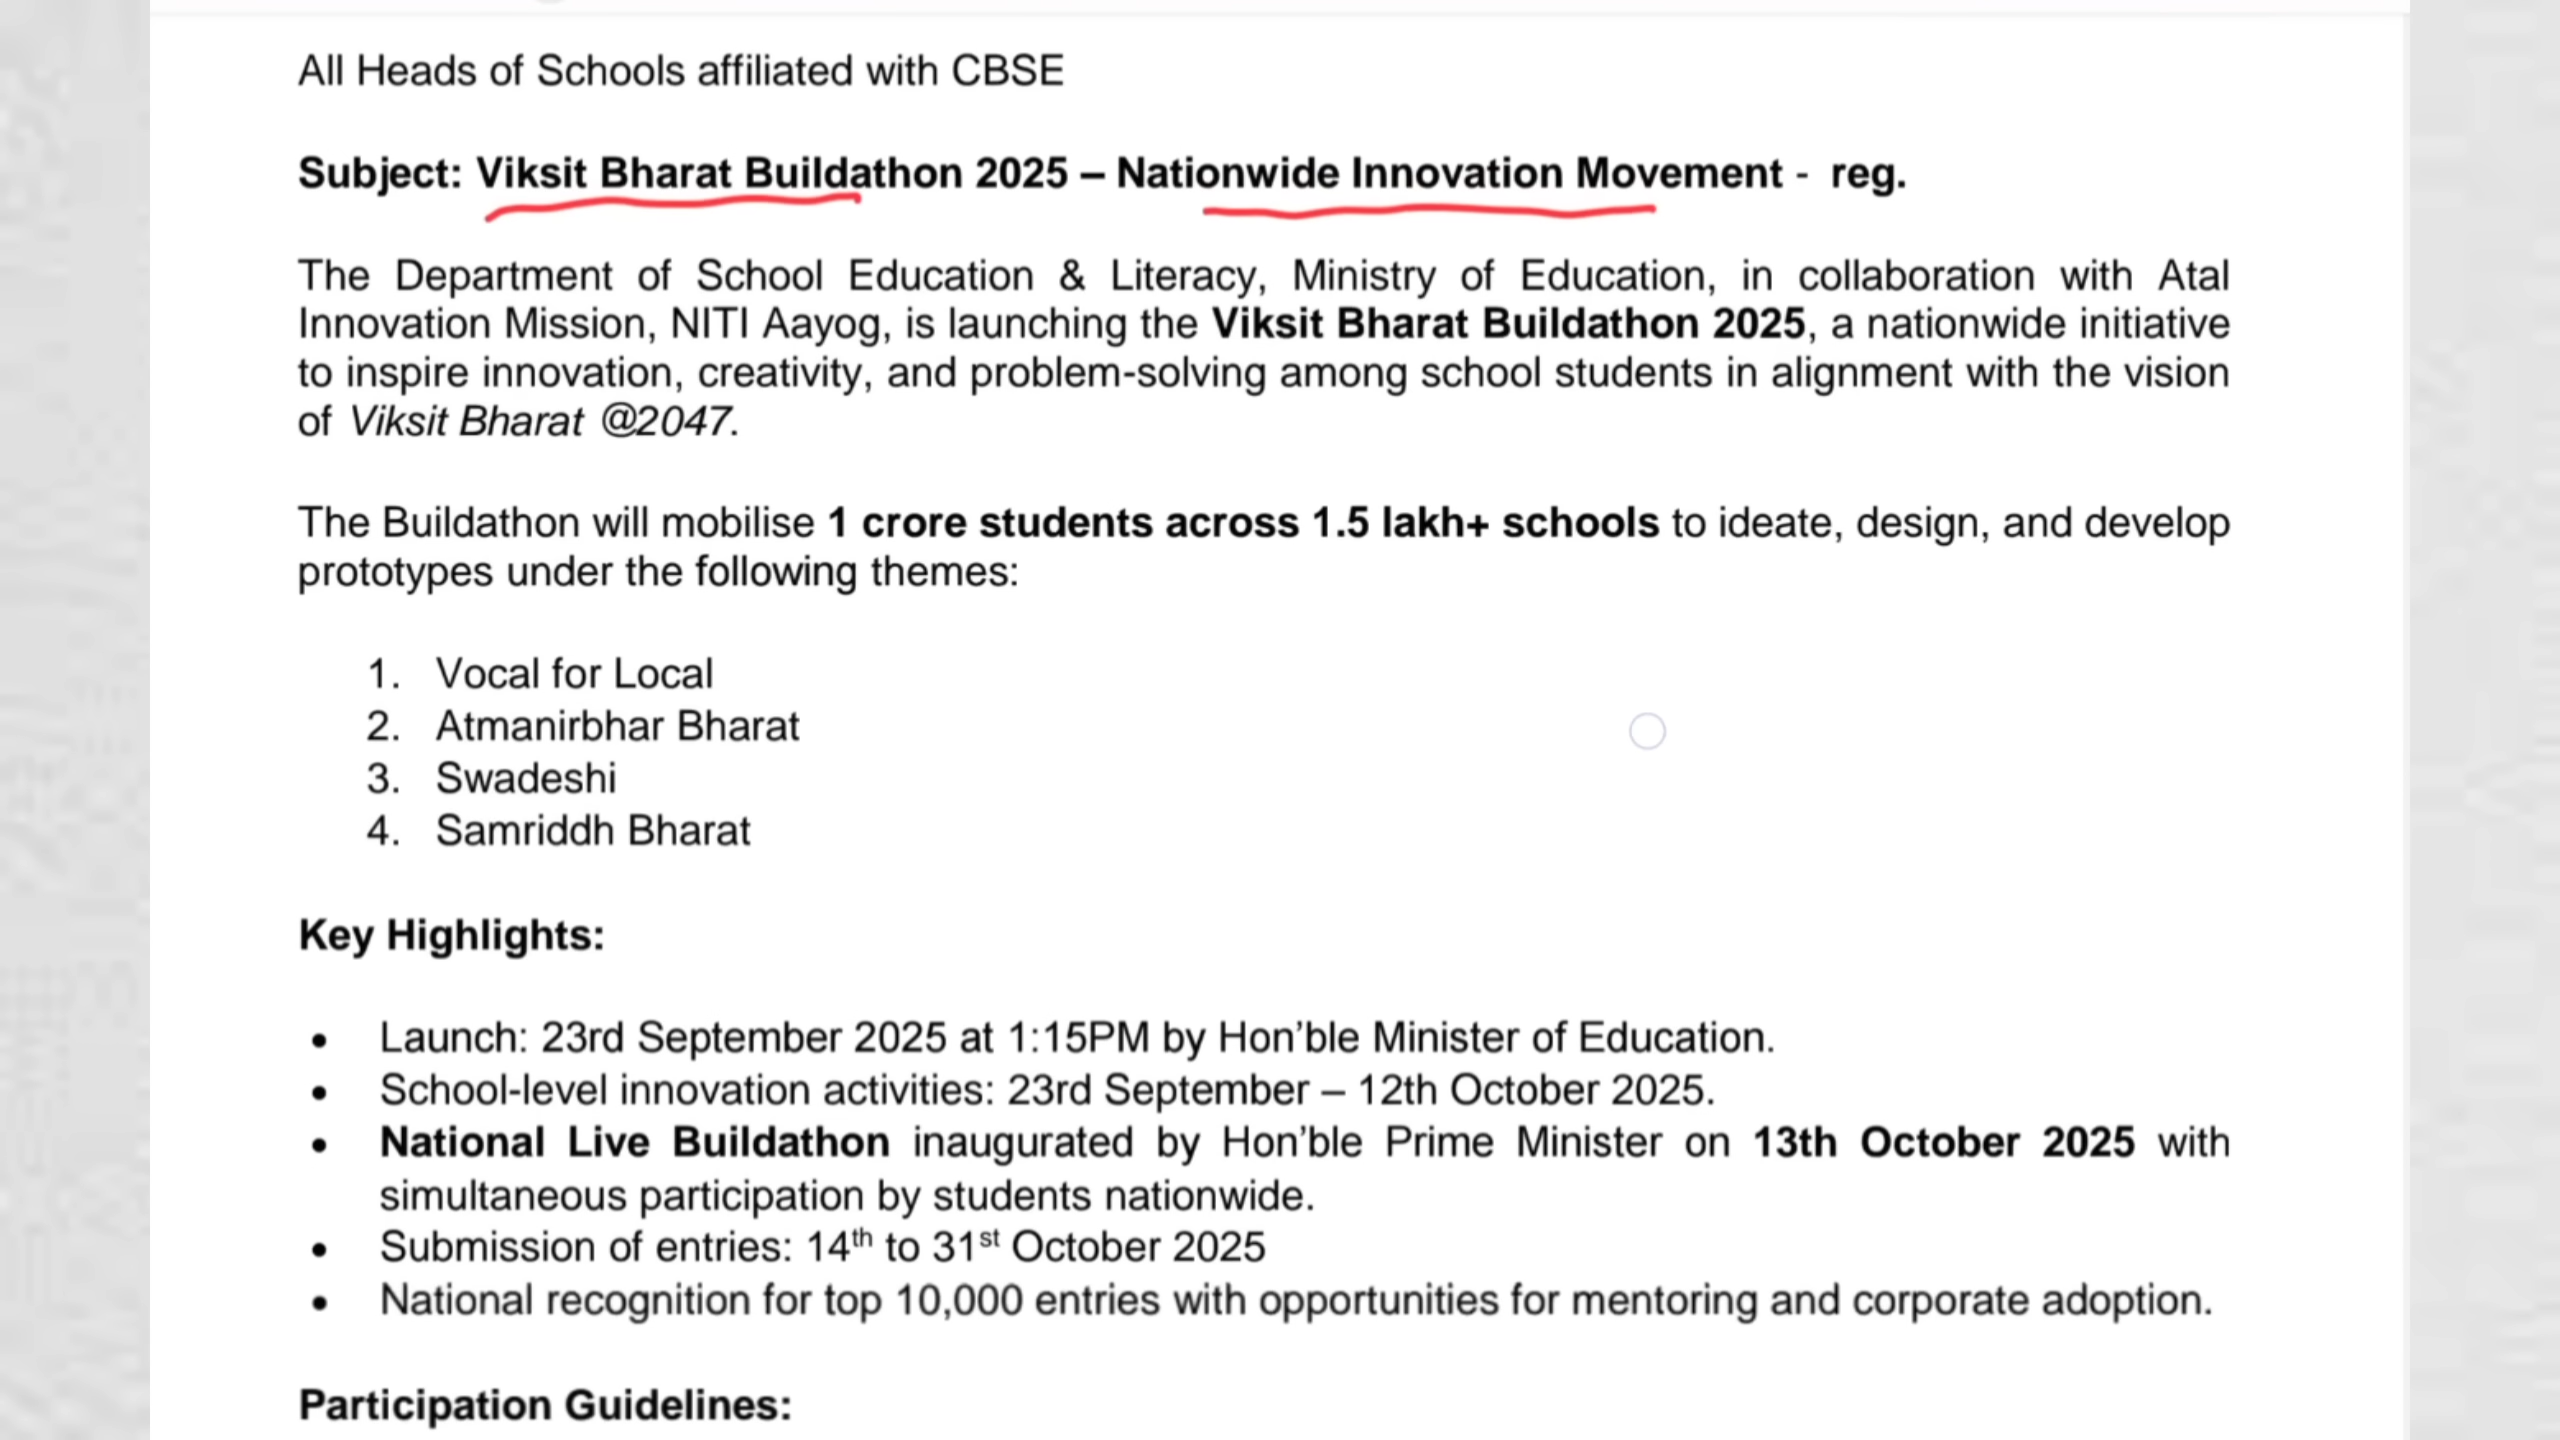 All Heads of Schools affiliated with CBSE
Subject: Viksit Bharat Buildathon 2025 – Nationwide Innovation Movement - reg.
The Department of School Education & Literacy, Ministry of Education, in collaboration with Atal
Innovation Mission, NITI Aayog, is launching the Viksit Bharat Buildathon 2025, a nationwide initiative
to inspire innovation, creativity, and problem-solving among school students in alignment with the vision
of Viksit Bharat @2047.
The Buildathon will mobilise 1 crore students across 1.5 lakh+ schools to ideate, design, and develop
prototypes under the following themes:
1. Vocal for Local
2. Atmanirbhar Bharat
3. Swadeshi
4. Samriddh Bharat
Key Highlights:
• Launch: 23rd September 2025 at 1:15PM by Hon’ble Minister of Education.
• School-level innovation activities: 23rd September – 12th October 2025.
• National Live Buildathon inaugurated by Hon’ble Prime Minister on 13th October 2025 with
simultaneous participation by students nationwide.
• Submission of entries: 14th to 31st October 2025
• National recognition for top 10,000 entries with opportunities for mentoring and corporate adoption.
Participation Guidelines: